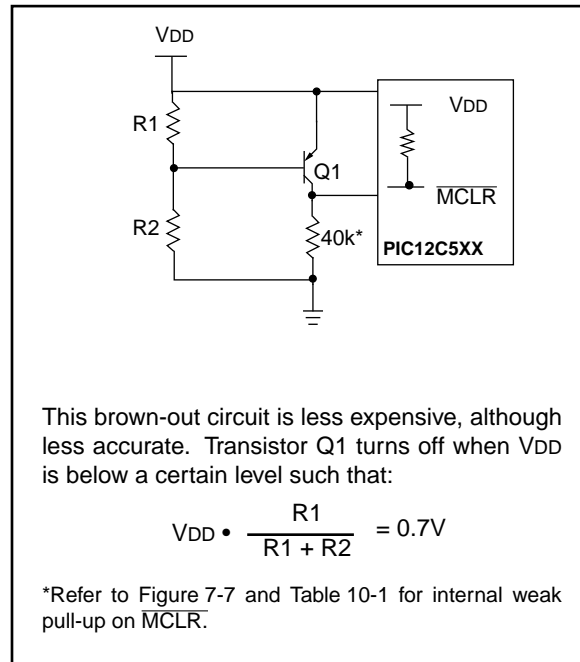 VDD
R1
VDD
Q1
MCLR
R2
40k*
PIC12C5XX
This brown-out circuit is less expensive, although
less accurate. Transistor Q1 turns off when VDD
is below a certain level such that:
R1
VDD • = 0.7V
R1 + R2
*Refer to Figure 7-7 and Table 10-1 for internal weak
pull-up on MCLR.